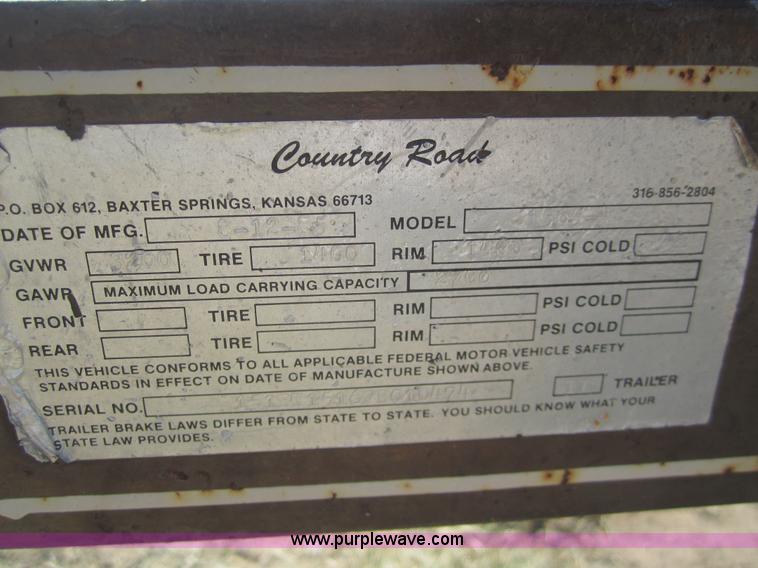 Country Road
P.O. BOX 612, BAXTER SPRINGS, KANSAS 66713
316-856-2804
DATE OF MFG. MODEL
GVWR TIRE 1400 RIM PSI COLD
GAWR MAXIMUM LOAD CARRYING CAPACITY 2700
FRONT TIRE RIM PSI COLD
REAR TIRE RIM PSI COLD
THIS VEHICLE CONFORMS TO ALL APPLICABLE FEDERAL MOTOR VEHICLE SAFETY
STANDARDS IN EFFECT ON DATE OF MANUFACTURE SHOWN ABOVE.
SERIAL NO. TRAILER
TRAILER BRAKE LAWS DIFFER FROM STATE TO STATE. YOU SHOULD KNOW WHAT YOUR
STATE LAW PROVIDES.
www.purplewave.com